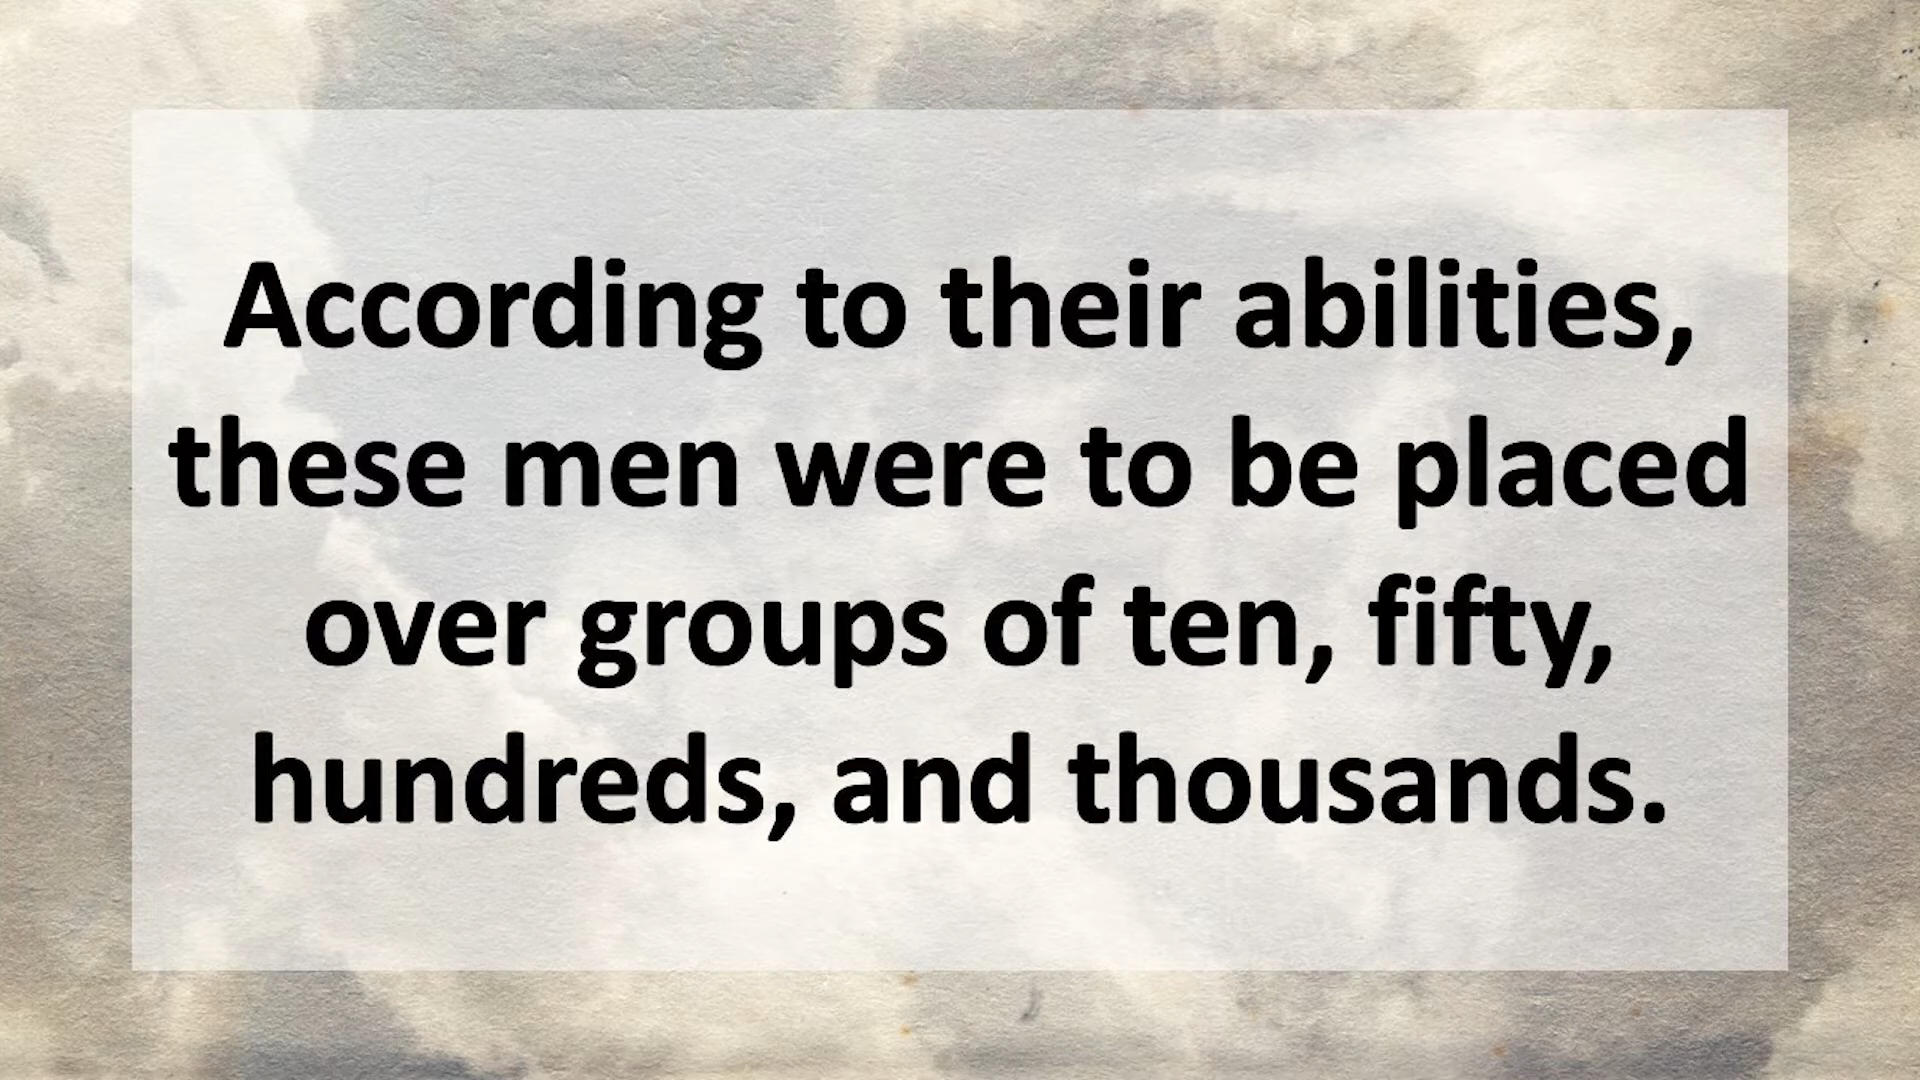 According to their abilities,
these men were to be placed
over groups of ten, fifty,
hundreds, and thousands.